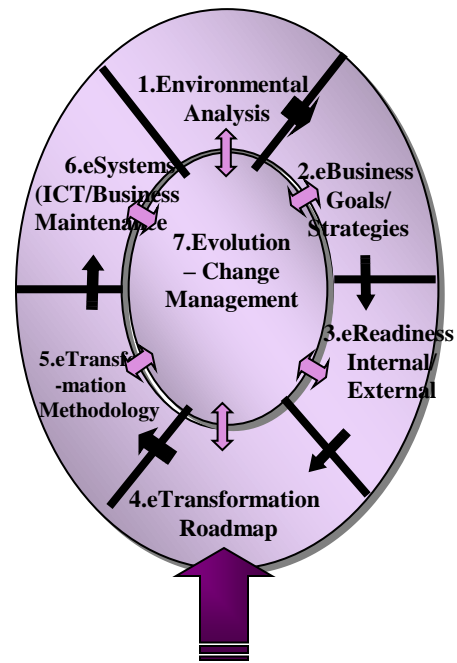 1.Environmental
Analysis
2.eBusiness
Goals/
Strategies
3.eReadiness
Internal/
External
4.eTransformation
Roadmap
5.eTransfor
-mation
Methodology
6.eSystems
(ICT/Business
Maintenance
7.Evolution
– Change
Management